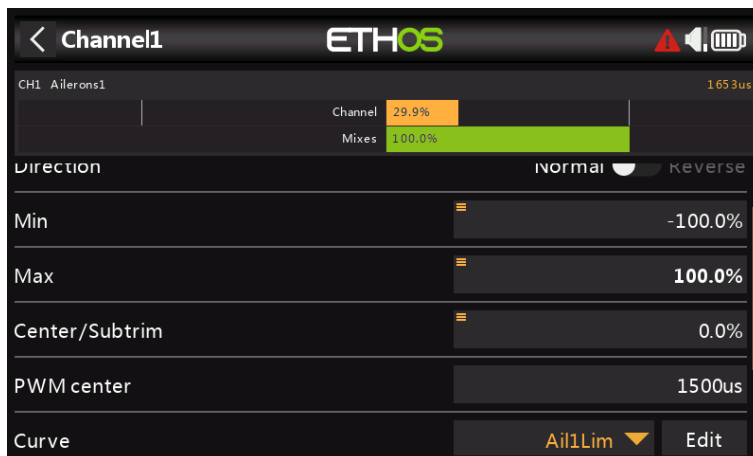 Channel1 ETHOS
CH1 Ailerons1 1653us
Channel 29.9%
Mixes 100.0%
Direction Normal Reverse
Min -100.0%
Max 100.0%
Center/Subtrim 0.0%
PWM center 1500us
Curve Ail1Lim Edit